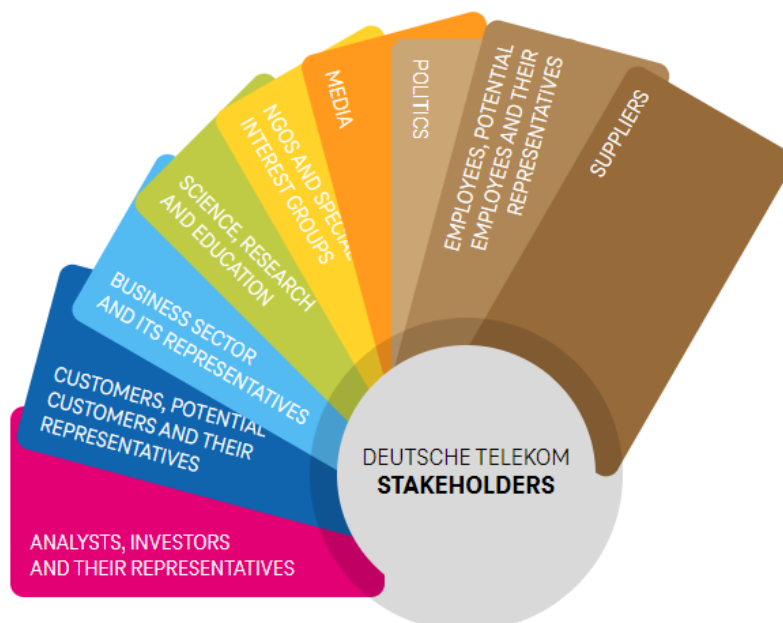 MEDIA
POLITICS
EMPLOYEES, POTENTIAL
EMPLOYEES AND THEIR
REPRESENTATIVES
SUPPLIERS
NGOS AND SPECIAL
INTEREST GROUPS
SCIENCE, RESEARCH
AND EDUCATION
BUSINESS SECTOR
AND ITS REPRESENTATIVES
CUSTOMERS, POTENTIAL
CUSTOMERS AND THEIR
REPRESENTATIVES
ANALYSTS, INVESTORS
AND THEIR REPRESENTATIVES
DEUTSCHE TELEKOM
STAKEHOLDERS